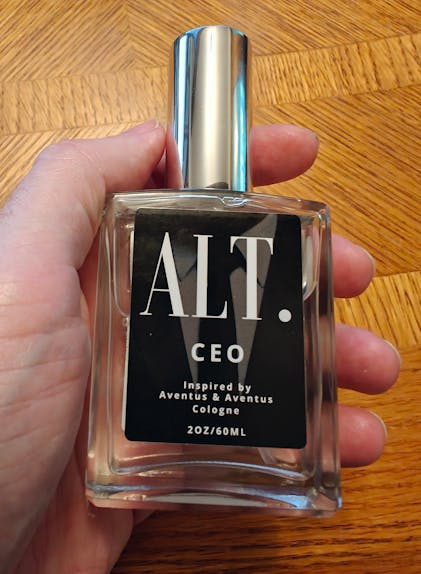 ALT.
CEO
Inspired by
Aventus & Aventus
Cologne
2OZ/60ML